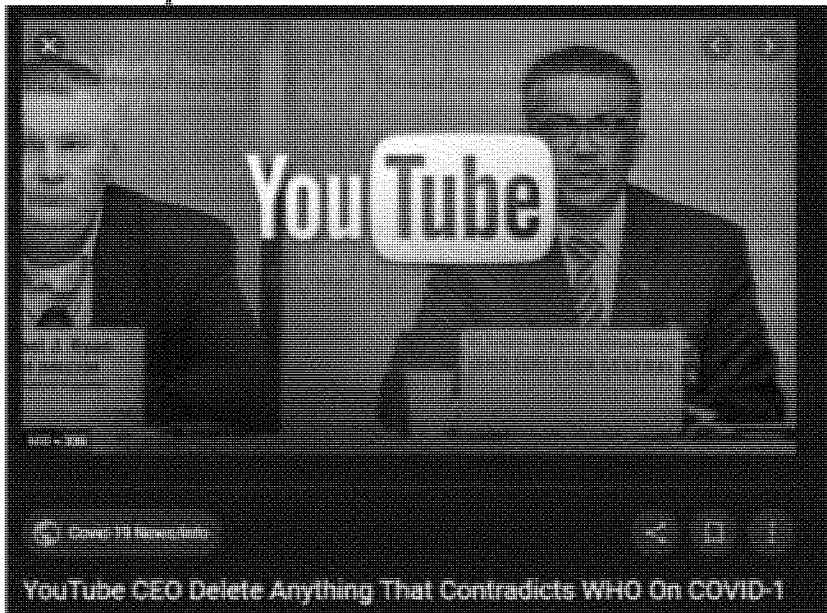 YouTube
Covid-19 News/Info
YouTube CEO Delete Anything That Contradicts WHO On COVID-1